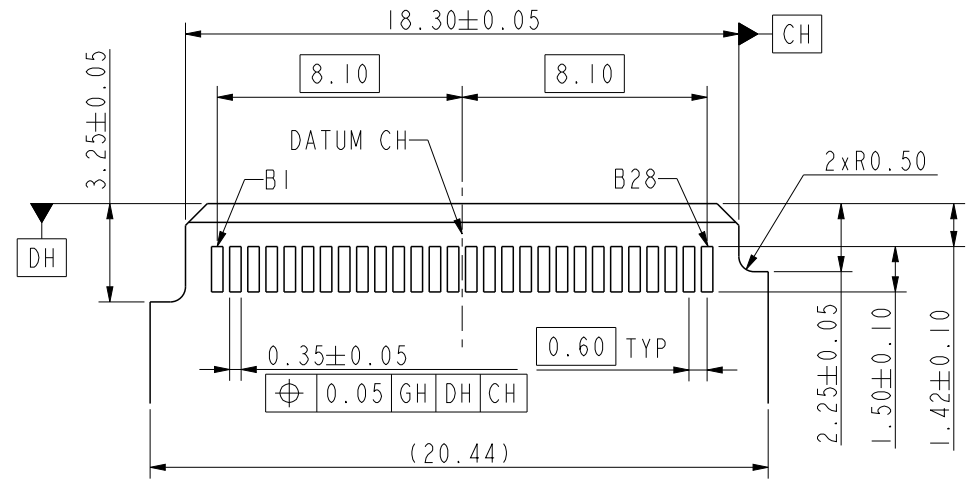 18.30±0.05
CH
8.10
8.10
3.25±0.05
DATUM CH
2xR0.50
B1
B28
DH
0.35±0.05
0.60 TYP
⌖ 0.05 GH DH CH
2.25±0.05
1.50±0.10
1.42±0.10
(20.44)